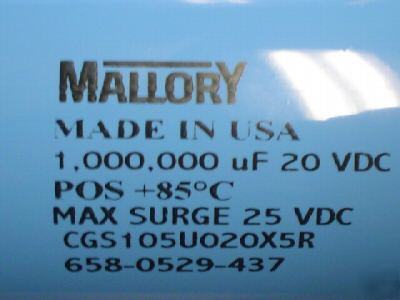 MALLORY
MADE IN USA
1,000,000 uF 20 VDC
POS +85°C
MAX SURGE 25 VDC
CGS105U020X5R
658-0529-437